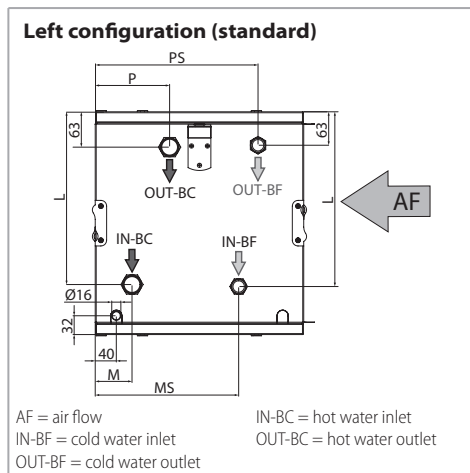 Left configuration (standard)
PS
P
63
63
L
L
OUT-BC
OUT-BF
AF
IN-BC
IN-BF
Ø16
32
40
M
MS
AF = air flow
IN-BF = cold water inlet
OUT-BF = cold water outlet
IN-BC = hot water inlet
OUT-BC = hot water outlet